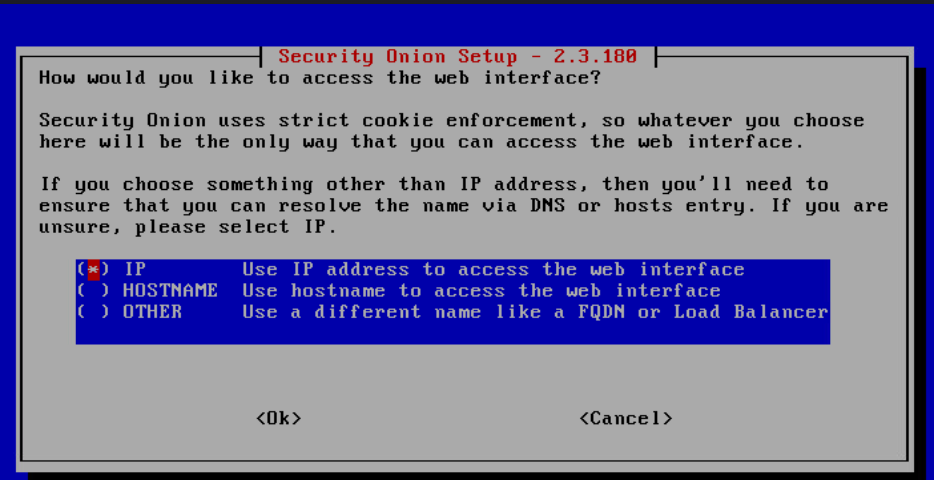 Security Onion Setup - 2.3.180
How would you like to access the web interface?
Security Onion uses strict cookie enforcement, so whatever you choose
here will be the only way that you can access the web interface.
If you choose something other than IP address, then you'll need to
ensure that you can resolve the name via DNS or hosts entry. If you are
unsure, please select IP.
(*) IP Use IP address to access the web interface
( ) HOSTNAME Use hostname to access the web interface
( ) OTHER Use a different name like a FQDN or Load Balancer
<Ok> <Cancel>